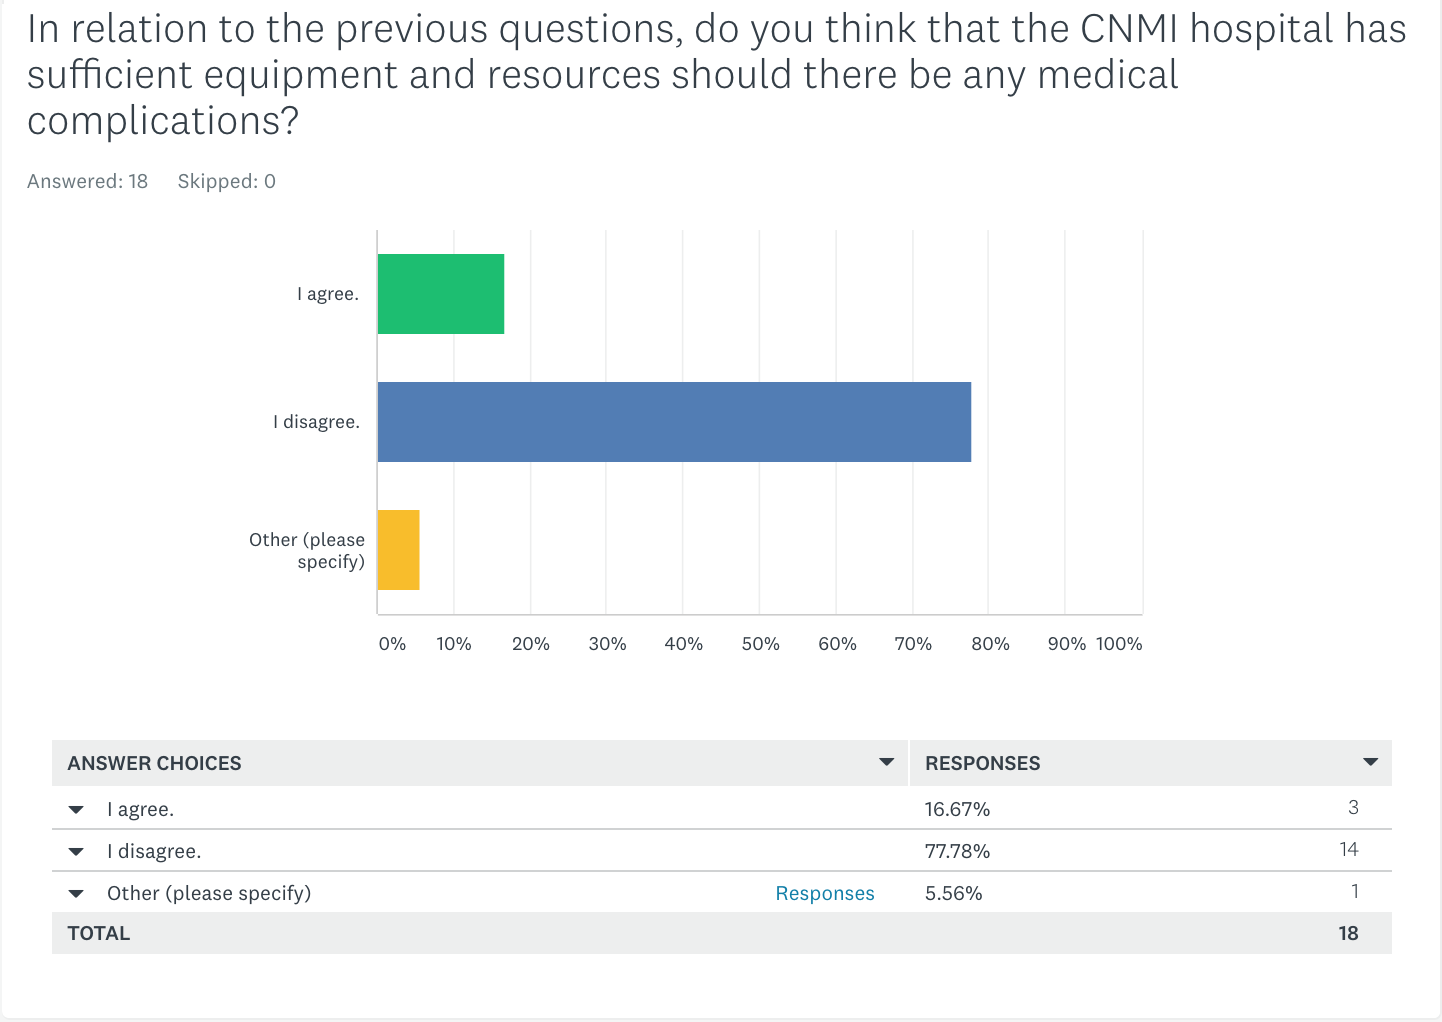 In relation to the previous questions, do you think that the CNMI hospital has
sufficient equipment and resources should there be any medical
complications?
Answered: 18 Skipped: 0
I agree.
I disagree.
Other (please
specify)
0% 10% 20% 30% 40% 50% 60% 70% 80% 90% 100%
ANSWER CHOICES RESPONSES
I agree. 16.67% 3
I disagree. 77.78% 14
Other (please specify) Responses 5.56% 1
TOTAL 18